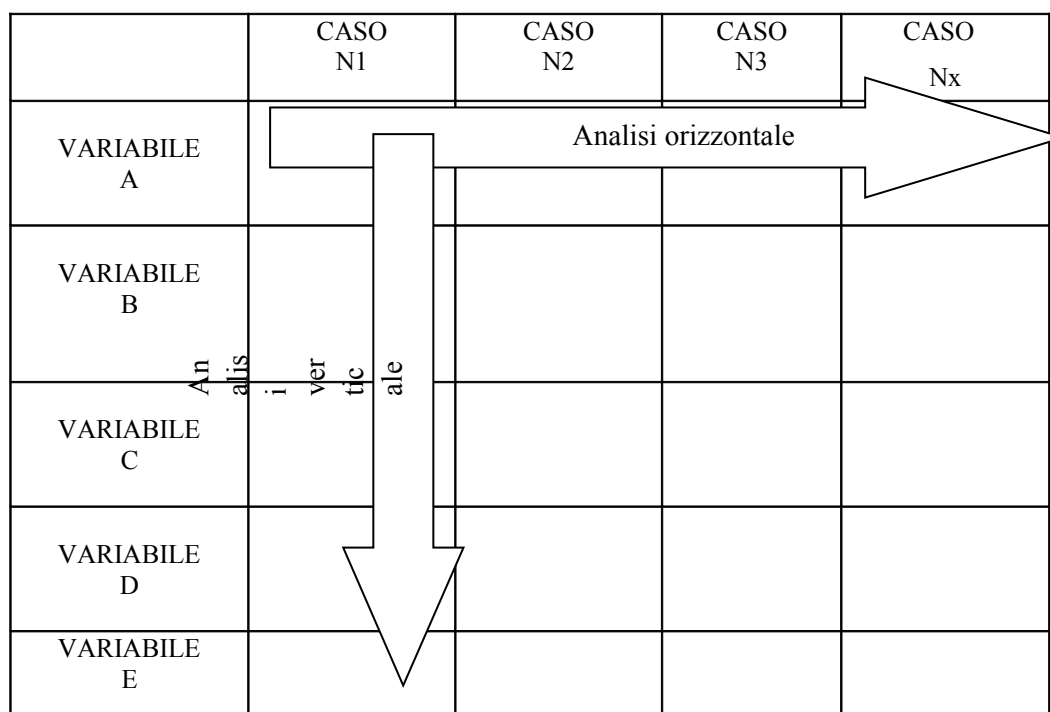 CASO
N1
CASO
N2
CASO
N3
CASO
Nx
VARIABILE
A
Analisi orizzontale
VARIABILE
B
An
alis
i
ver
tic
ale
VARIABILE
C
VARIABILE
D
VARIABILE
E